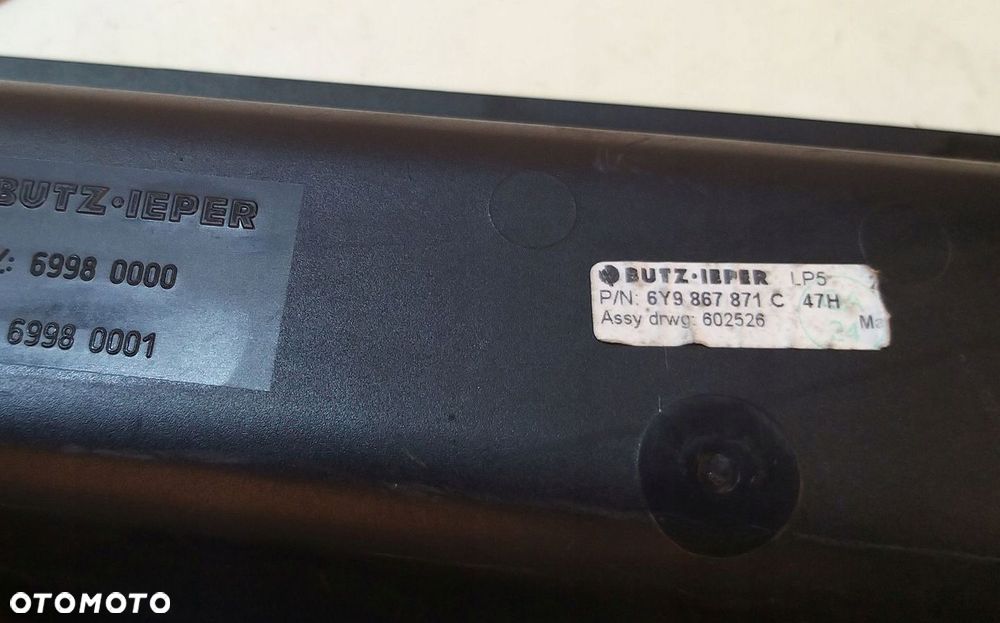 BUTZ·IEPER
6998 0000
6998 0001
BUTZ·IEPER LP5
P/N: 6Y9 867 871 C 47H
Assy drwg: 602526
OTOMOTO